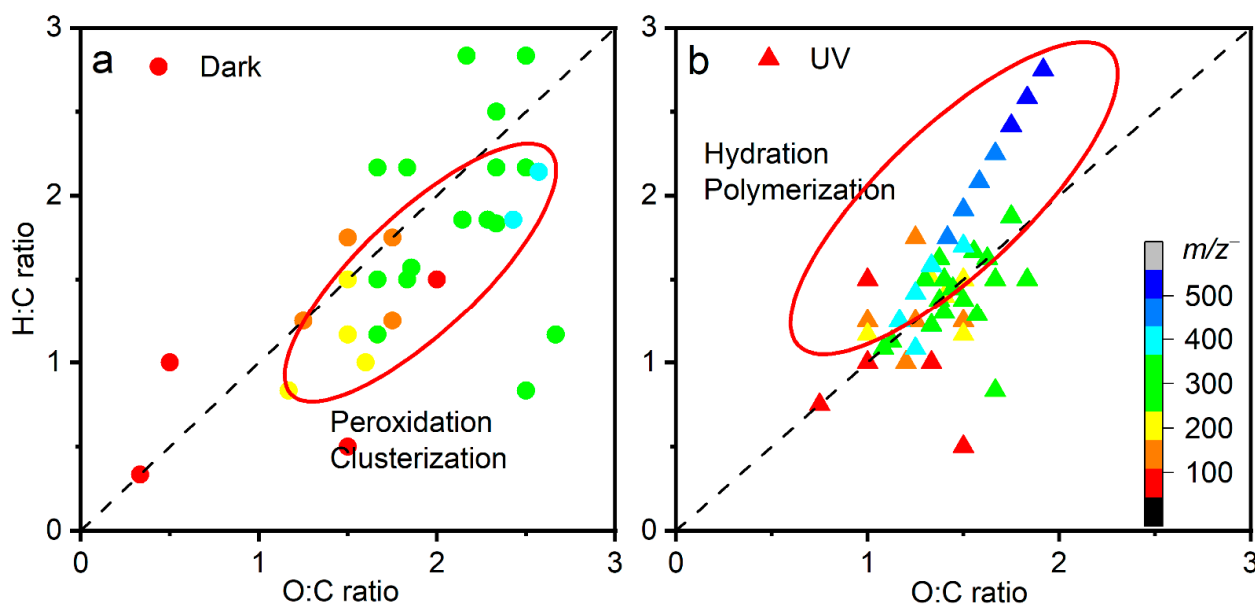 a
Dark
Peroxidation
Clusterization
H:C ratio
3
2
1
0
0
1
2
3
O:C ratio
b
UV
Hydration
Polymerization
m/z⁻
500
400
300
200
100
3
2
1
0
0
1
2
3
O:C ratio